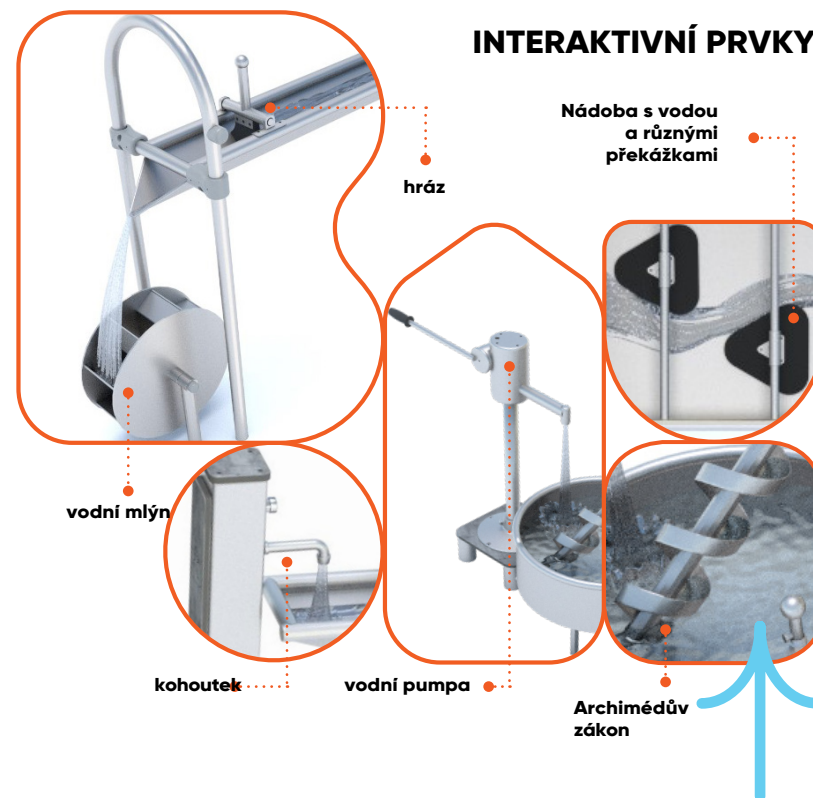 INTERAKTIVNÍ PRVKY
Nádoba s vodou
a různými
překážkami
hráz
vodní mlýn
kohoutek
vodní pumpa
Archimédův
zákon